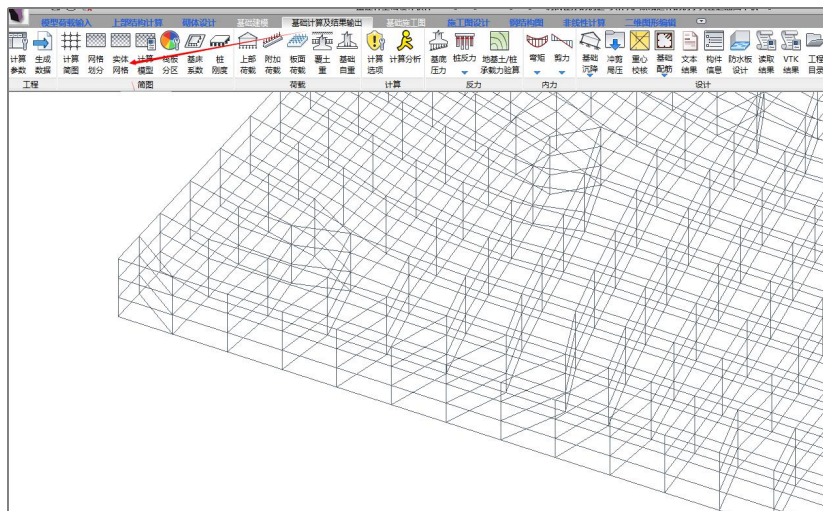 模型荷载输入 上部结构计算 砌体设计 基础建模 基础计算及结果输出 基础施工图 施工图设计 钢结构图 非线性计算 二维图形编辑
计算 生成 计算 网格 实体 计算 筏板 基床 桩 上部 附加 板面 覆土 基础 计算 计算分析 基底 桩反力 地基土/桩 弯矩 剪力 基础 冲剪 重心 基础 文本 构件 防水板 读取 VTK 工程
参数 数据 简图 划分 网格 模型 分区 系数 刚度 荷载 荷载 荷载 重 自重 选项 压力 承载力验算 沉降 局压 校核 配筋 结果 信息 设计 结果 结果 目录
工程 简图 荷载 计算 反力 内力 设计